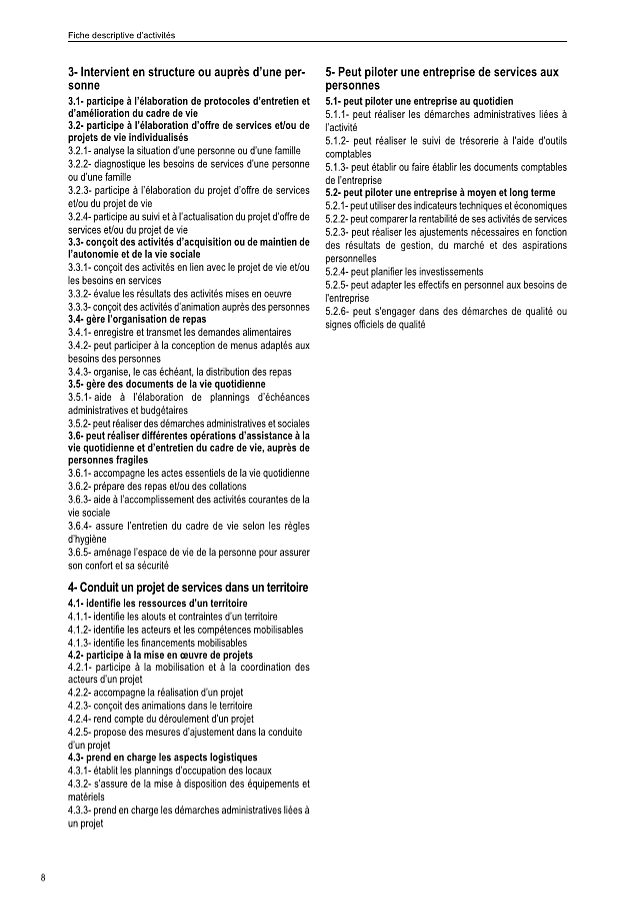 Fiche descriptive d'activités
3- Intervient en structure ou auprès d'une per-
sonne
3.1- participe à l'élaboration de protocoles d'entretien et
d'amélioration du cadre de vie
3.2- participe à l'élaboration d'offre de services et/ou de
projets de vie individualisés
3.2.1- analyse la situation d'une personne ou d'une famille
3.2.2- diagnostique les besoins de services d'une personne
ou d'une famille
3.2.3- participe à l'élaboration du projet d'offre de services
et/ou du projet de vie
3.2.4- participe au suivi et à l'actualisation du projet d'offre de
services et/ou du projet de vie
3.3- conçoit des activités d'acquisition ou de maintien de
l'autonomie et de la vie sociale
3.3.1- conçoit des activités en lien avec le projet de vie et/ou
les besoins en services
3.3.2- évalue les résultats des activités mises en oeuvre
3.3.3- conçoit des activités d'animation auprès des personnes
3.4- gère l'organisation de repas
3.4.1- enregistre et transmet les demandes alimentaires
3.4.2- peut participer à la conception de menus adaptés aux
besoins des personnes
3.4.3- organise, le cas échéant, la distribution des repas
3.5- gère des documents de la vie quotidienne
3.5.1- aide à l'élaboration de plannings d'échéances
administratives et budgétaires
3.5.2- peut réaliser des démarches administratives et sociales
3.6- peut réaliser différentes opérations d'assistance à la
vie quotidienne et d'entretien du cadre de vie, auprès de
personnes fragiles
3.6.1- accompagne les actes essentiels de la vie quotidienne
3.6.2- prépare des repas et/ou des collations
3.6.3- aide à l'accomplissement des activités courantes de la
vie sociale
3.6.4- assure l'entretien du cadre de vie selon les règles
d'hygiène
3.6.5- aménage l'espace de vie de la personne pour assurer
son confort et sa sécurité
4- Conduit un projet de services dans un territoire
4.1- identifie les ressources d'un territoire
4.1.1- identifie les atouts et contraintes d'un territoire
4.1.2- identifie les acteurs et les compétences mobilisables
4.1.3- identifie les financements mobilisables
4.2- participe à la mise en œuvre de projets
4.2.1- participe à la mobilisation et à la coordination des
acteurs d'un projet
4.2.2- accompagne la réalisation d'un projet
4.2.3- conçoit des animations dans le territoire
4.2.4- rend compte du déroulement d'un projet
4.2.5- propose des mesures d'ajustement dans la conduite
d'un projet
4.3- prend en charge les aspects logistiques
4.3.1- établit les plannings d'occupation des locaux
4.3.2- s'assure de la mise à disposition des équipements et
matériels
4.3.3- prend en charge les démarches administratives liées à
un projet
5- Peut piloter une entreprise de services aux
personnes
5.1- peut piloter une entreprise au quotidien
5.1.1- peut réaliser les démarches administratives liées à
l'activité
5.1.2- peut réaliser le suivi de trésorerie à l'aide d'outils
comptables
5.1.3- peut établir ou faire établir les documents comptables
de l'entreprise
5.2- peut piloter une entreprise à moyen et long terme
5.2.1- peut utiliser des indicateurs techniques et économiques
5.2.2- peut comparer la rentabilité de ses activités de services
5.2.3- peut réaliser les ajustements nécessaires en fonction
des résultats de gestion, du marché et des aspirations
personnelles
5.2.4- peut planifier les investissements
5.2.5- peut adapter les effectifs en personnel aux besoins de
l'entreprise
5.2.6- peut s'engager dans des démarches de qualité ou
signes officiels de qualité
8